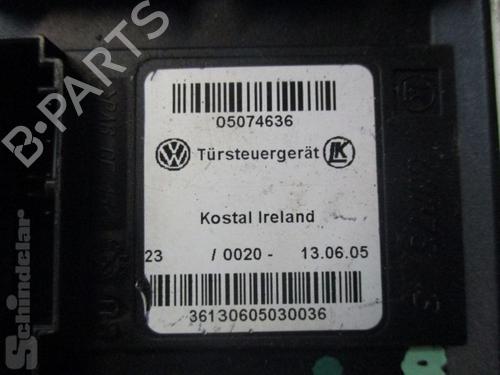 05074636
Türsteuergerät
Kostal Ireland
23 / 0020 - 13.06.05
36130605030036
B-PARTS
Schindelar